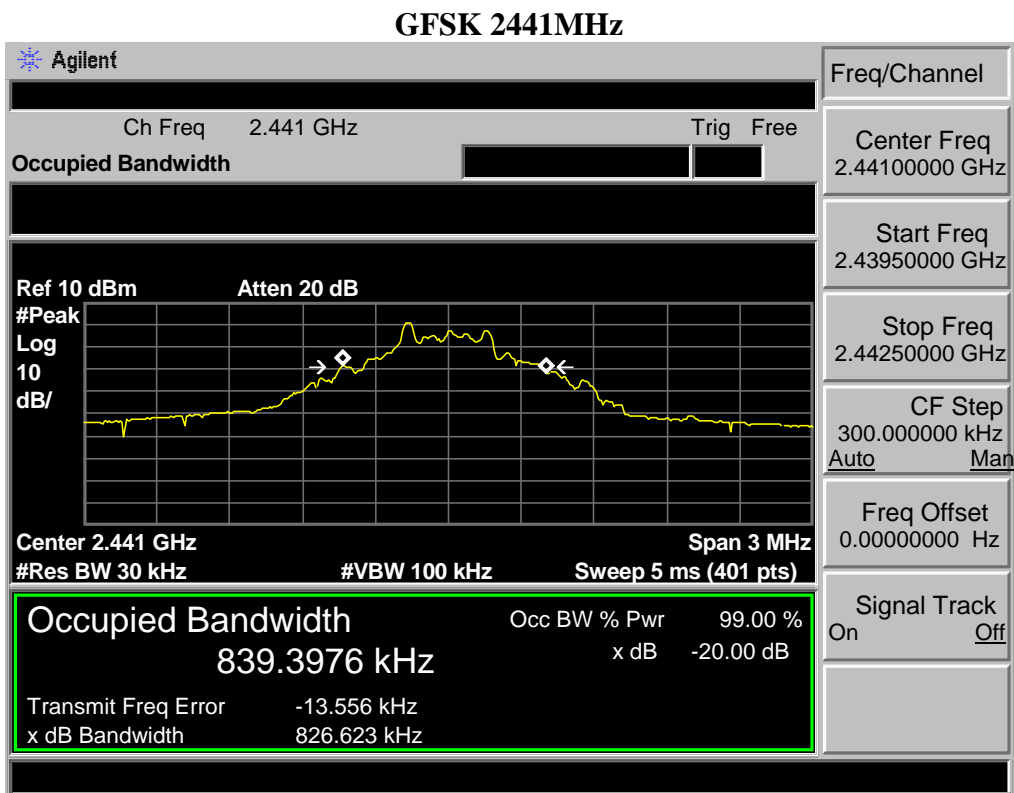 GFSK 2441MHz
Agilent
Freq/Channel
Ch Freq 2.441 GHz Trig Free
Occupied Bandwidth
Center Freq
2.44100000 GHz
Start Freq
2.43950000 GHz
Stop Freq
2.44250000 GHz
CF Step
300.000000 kHz
Auto Man
Freq Offset
0.00000000 Hz
Signal Track
On Off
Ref 10 dBm Atten 20 dB
#Peak
Log
10
dB/
Center 2.441 GHz Span 3 MHz
#Res BW 30 kHz #VBW 100 kHz Sweep 5 ms (401 pts)
Occupied Bandwidth
839.3976 kHz
Occ BW % Pwr 99.00 %
x dB -20.00 dB
Transmit Freq Error -13.556 kHz
x dB Bandwidth 826.623 kHz